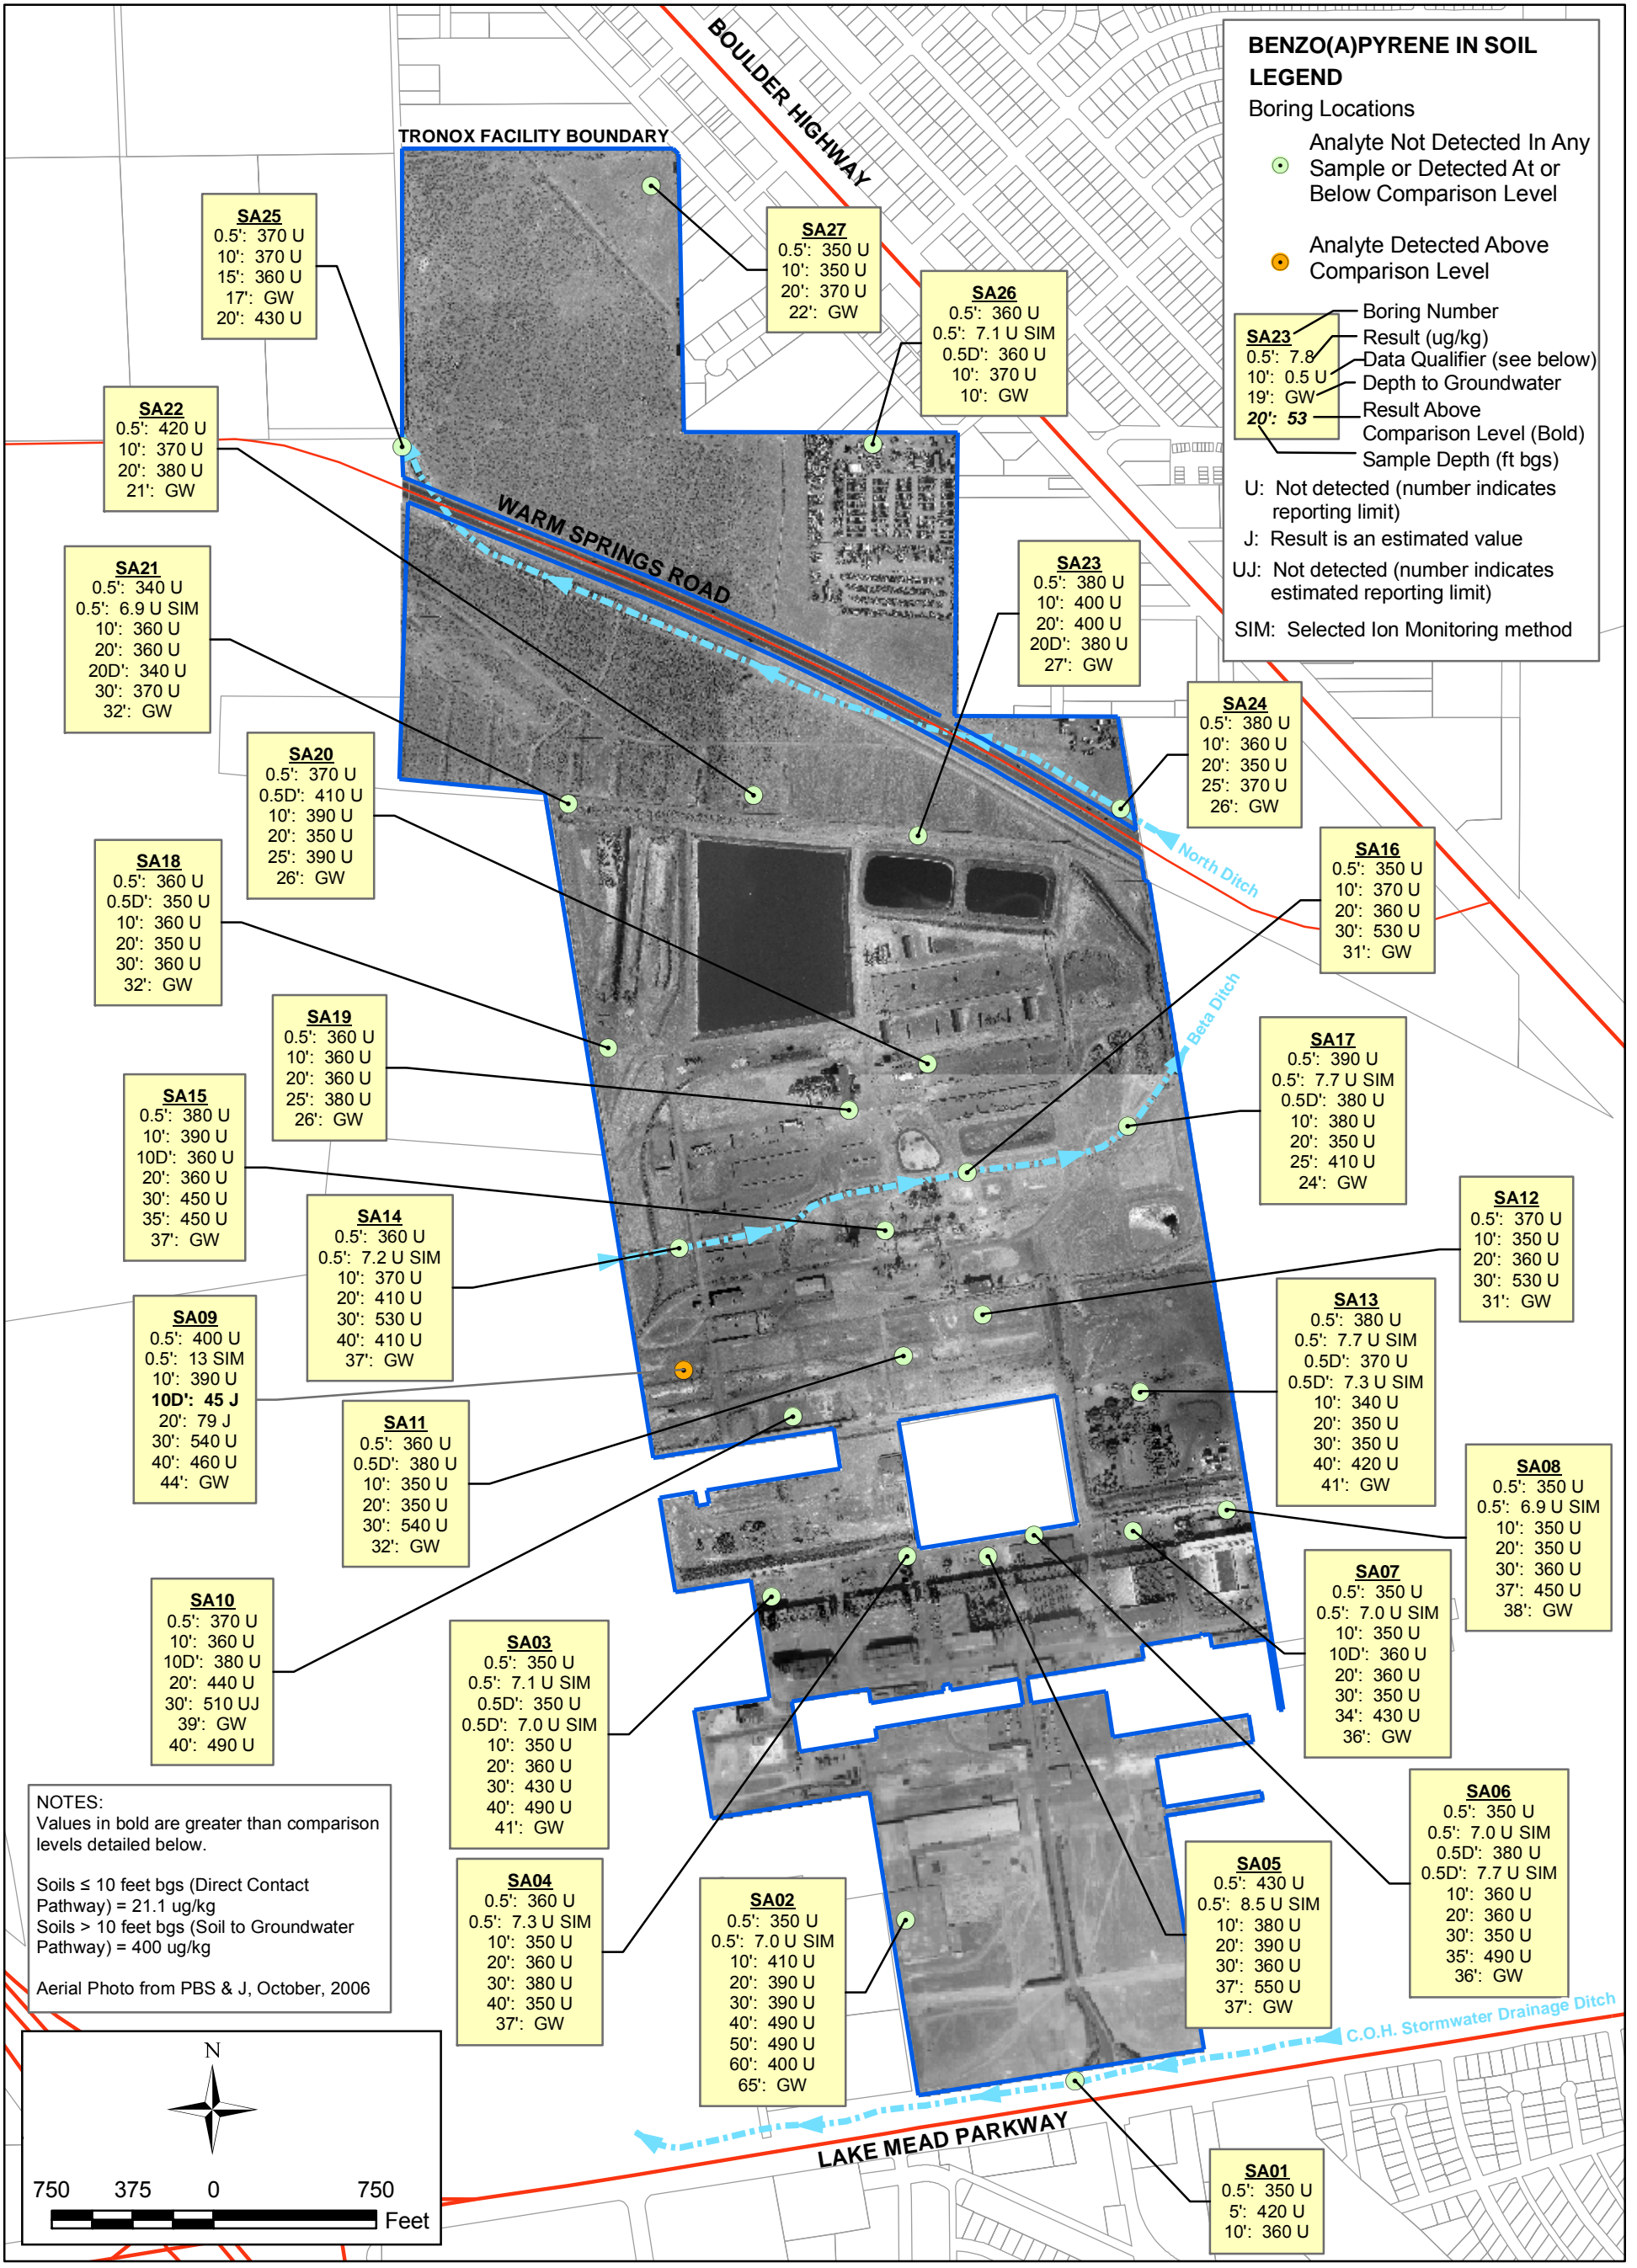 BOULDER HIGHWAY
TRONOX FACILITY BOUNDARY
BENZO(A)PYRENE IN SOIL
LEGEND
Boring Locations
Analyte Not Detected In Any
Sample or Detected At or
Below Comparison Level
Analyte Detected Above
Comparison Level
SA23
0.5': 7.8
10': 0.5 U
19': GW
20': 53
Boring Number
Result (ug/kg)
Data Qualifier (see below)
Depth to Groundwater
Result Above
Comparison Level (Bold)
Sample Depth (ft bgs)
U: Not detected (number indicates
reporting limit)
J: Result is an estimated value
UJ: Not detected (number indicates
estimated reporting limit)
SIM: Selected Ion Monitoring method
SA25
0.5': 370 U
10': 370 U
15': 360 U
17': GW
20': 430 U
SA27
0.5': 350 U
10': 350 U
20': 370 U
22': GW
SA26
0.5': 360 U
0.5': 7.1 U SIM
0.5D': 360 U
10': 370 U
10': GW
SA22
0.5': 420 U
10': 370 U
20': 380 U
21': GW
WARM SPRINGS ROAD
SA21
0.5': 340 U
0.5': 6.9 U SIM
10': 360 U
20': 360 U
20D': 340 U
30': 370 U
32': GW
SA23
0.5': 380 U
10': 400 U
20': 400 U
20D': 380 U
27': GW
SA24
0.5': 380 U
10': 360 U
20': 350 U
25': 370 U
26': GW
SA20
0.5': 370 U
0.5D': 410 U
10': 390 U
20': 350 U
25': 390 U
26': GW
North Ditch
SA16
0.5': 350 U
10': 370 U
20': 360 U
30': 530 U
31': GW
SA18
0.5': 360 U
0.5D': 350 U
10': 360 U
20': 350 U
30': 360 U
32': GW
Beta Ditch
SA19
0.5': 360 U
10': 360 U
20': 360 U
25': 380 U
26': GW
SA17
0.5': 390 U
0.5': 7.7 U SIM
0.5D': 380 U
10': 380 U
20': 350 U
25': 410 U
24': GW
SA15
0.5': 380 U
10': 390 U
10D': 360 U
20': 360 U
30': 450 U
35': 450 U
37': GW
SA14
0.5': 360 U
0.5': 7.2 U SIM
10': 370 U
20': 410 U
30': 530 U
40': 410 U
37': GW
SA12
0.5': 370 U
10': 350 U
20': 360 U
30': 530 U
31': GW
SA09
0.5': 400 U
0.5': 13 SIM
10': 390 U
10D': 45 J
20': 79 J
30': 540 U
40': 460 U
44': GW
SA13
0.5': 380 U
0.5': 7.7 U SIM
0.5D': 370 U
0.5D': 7.3 U SIM
10': 340 U
20': 350 U
30': 350 U
40': 420 U
41': GW
SA11
0.5': 360 U
0.5D': 380 U
10': 350 U
20': 350 U
30': 540 U
32': GW
SA08
0.5': 350 U
0.5': 6.9 U SIM
10': 350 U
20': 350 U
30': 360 U
37': 450 U
38': GW
SA10
0.5': 370 U
10': 360 U
10D': 380 U
20': 440 U
30': 510 UJ
39': GW
40': 490 U
SA07
0.5': 350 U
0.5': 7.0 U SIM
10': 350 U
10D': 360 U
20': 360 U
30': 350 U
34': 430 U
36': GW
SA03
0.5': 350 U
0.5': 7.1 U SIM
0.5D': 350 U
0.5D': 7.0 U SIM
10': 350 U
20': 360 U
30': 430 U
40': 490 U
41': GW
SA06
0.5': 350 U
0.5': 7.0 U SIM
0.5D': 380 U
0.5D': 7.7 U SIM
10': 360 U
20': 360 U
30': 350 U
35': 490 U
36': GW
SA04
0.5': 360 U
0.5': 7.3 U SIM
10': 350 U
20': 360 U
30': 380 U
40': 350 U
37': GW
SA02
0.5': 350 U
0.5': 7.0 U SIM
10': 410 U
20': 390 U
30': 390 U
40': 490 U
50': 490 U
60': 400 U
65': GW
SA05
0.5': 430 U
0.5': 8.5 U SIM
10': 380 U
20': 390 U
30': 360 U
37': 550 U
37': GW
NOTES:
Values in bold are greater than comparison
levels detailed below.
Soils ≤ 10 feet bgs (Direct Contact
Pathway) = 21.1 ug/kg
Soils > 10 feet bgs (Soil to Groundwater
Pathway) = 400 ug/kg
Aerial Photo from PBS & J, October, 2006
C.O.H. Stormwater Drainage Ditch
LAKE MEAD PARKWAY
SA01
0.5': 350 U
5': 420 U
10': 360 U
N
750 375 0 750
Feet